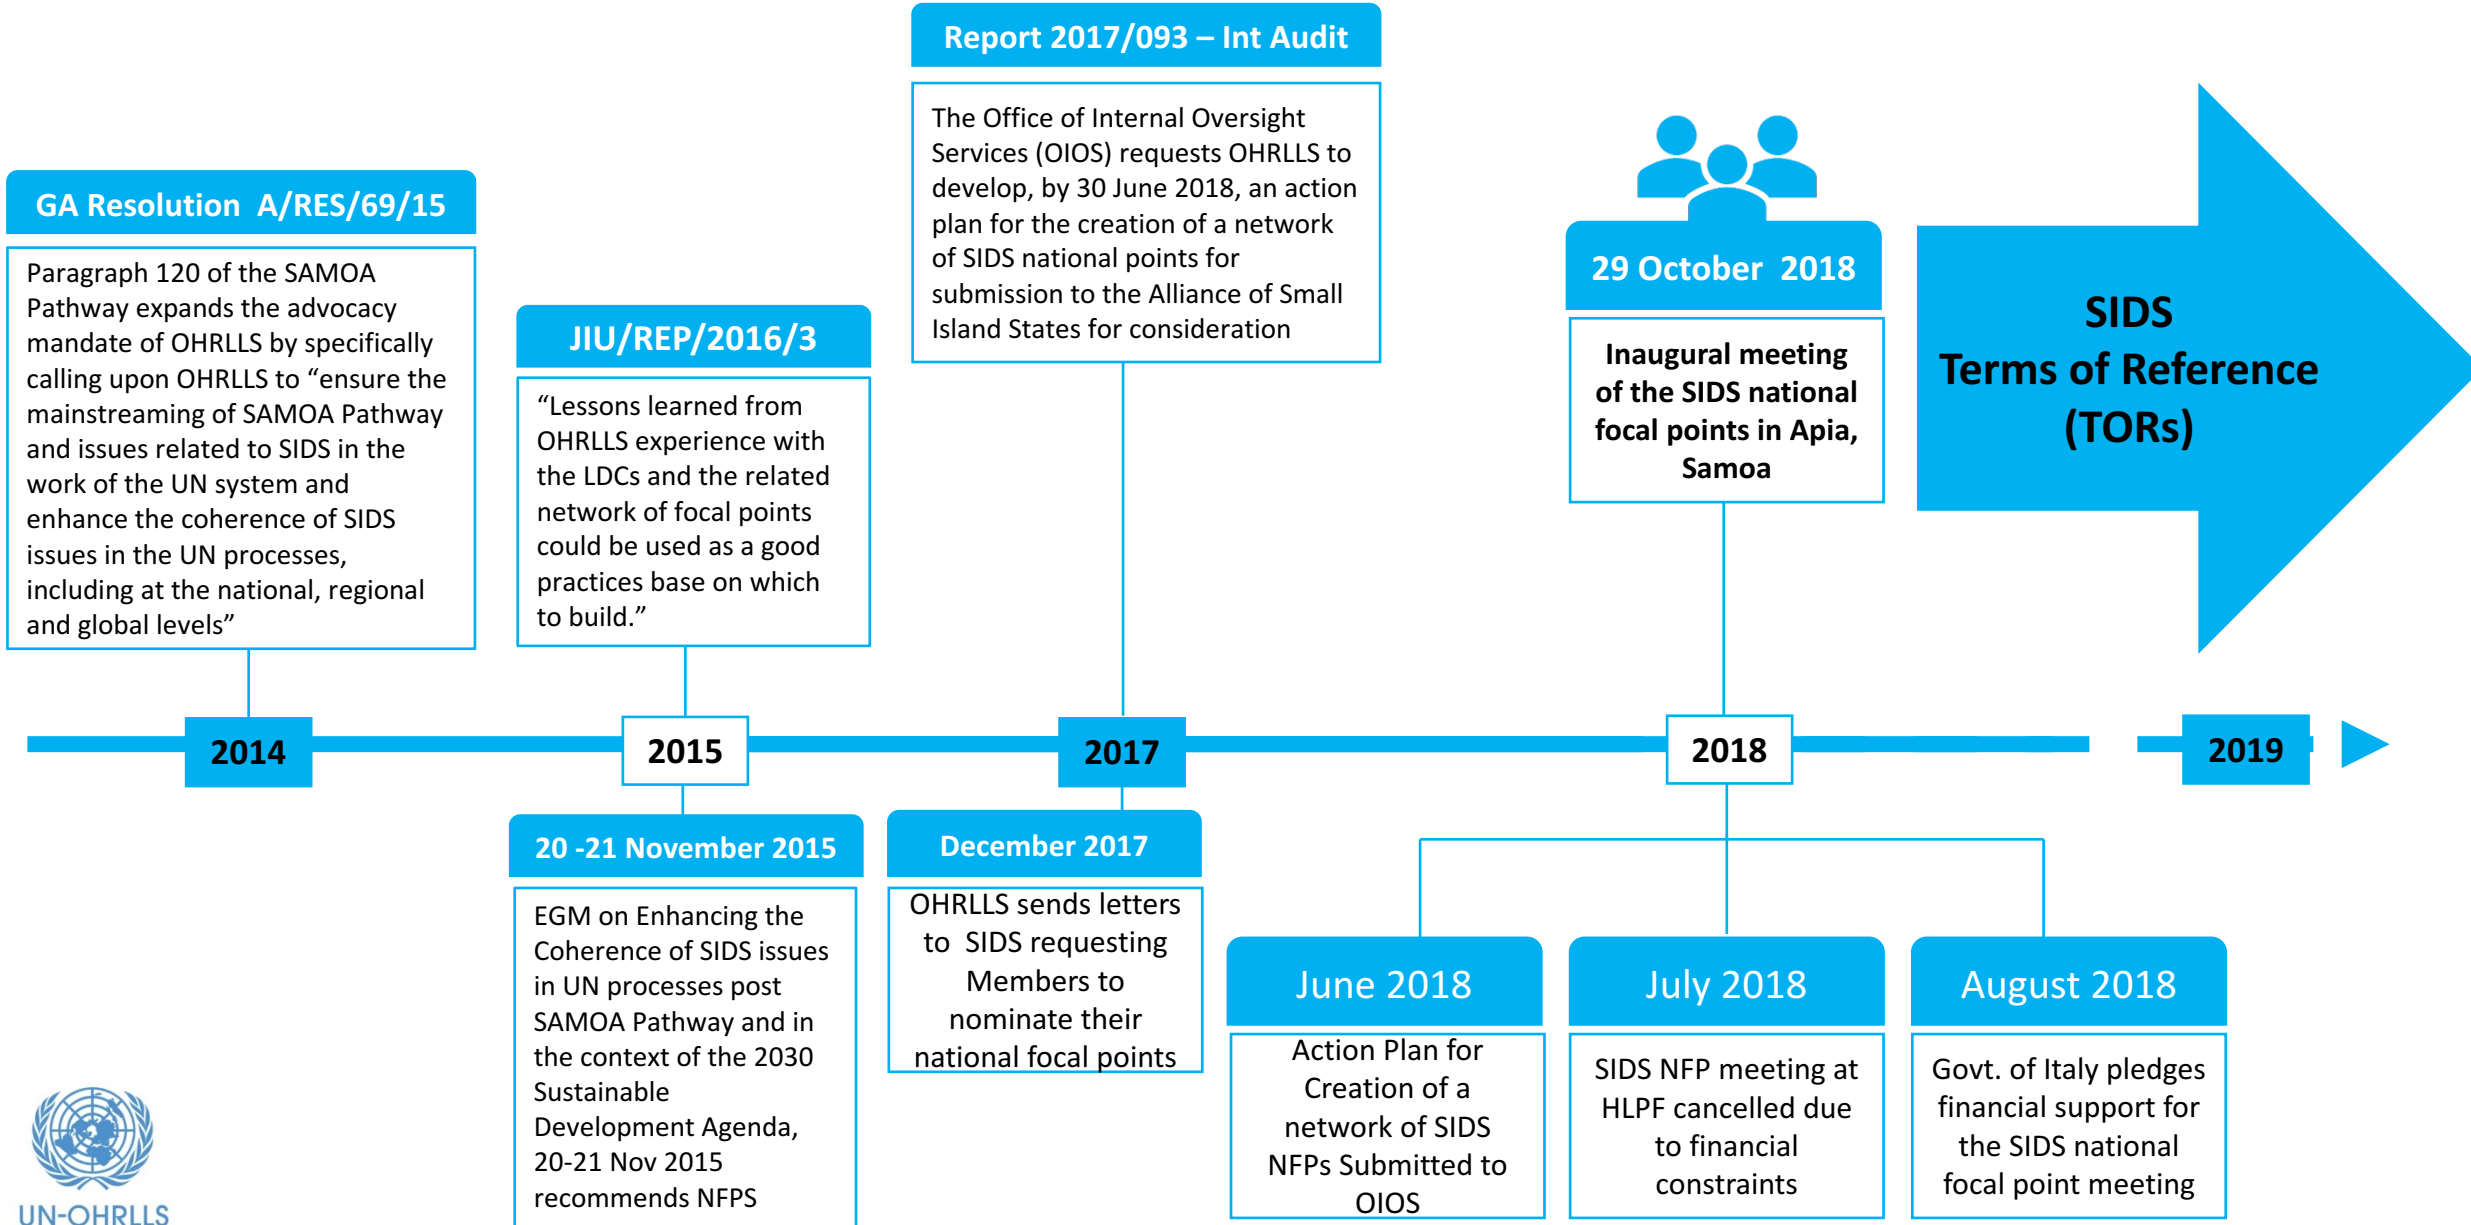 GA Resolution  A/RES/69/15
Paragraph 120 of the SAMOA
Pathway expands the advocacy
mandate of OHRLLS by specifically
calling upon OHRLLS to “ensure the
mainstreaming of SAMOA Pathway
and issues related to SIDS in the
work of the UN system and
enhance the coherence of SIDS
issues in the UN processes,
including at the national, regional
and global levels”
JIU/REP/2016/3
“Lessons learned from
OHRLLS experience with
the LDCs and the related
network of focal points
could be used as a good
practices base on which
to build.”
Report 2017/093 – Int Audit
The Office of Internal Oversight
Services (OIOS) requests OHRLLS to
develop, by 30 June 2018, an action
plan for the creation of a network
of SIDS national points for
submission to the Alliance of Small
Island States for consideration
29 October  2018
Inaugural meeting
of the SIDS national
focal points in Apia,
Samoa
SIDS
Terms of Reference
(TORs)
2014
2015
2017
2018
2019
20 -21 November 2015
EGM on Enhancing the
Coherence of SIDS issues
in UN processes post
SAMOA Pathway and in
the context of the 2030
Sustainable
Development Agenda,
20-21 Nov 2015
recommends NFPS
December 2017
OHRLLS sends letters
to  SIDS requesting
Members to
nominate their
national focal points
June 2018
Action Plan for
Creation of a
network of SIDS
NFPs Submitted to
OIOS
July 2018
SIDS NFP meeting at
HLPF cancelled due
to financial
constraints
August 2018
Govt. of Italy pledges
financial support for
the SIDS national
focal point meeting
UN-OHRLLS